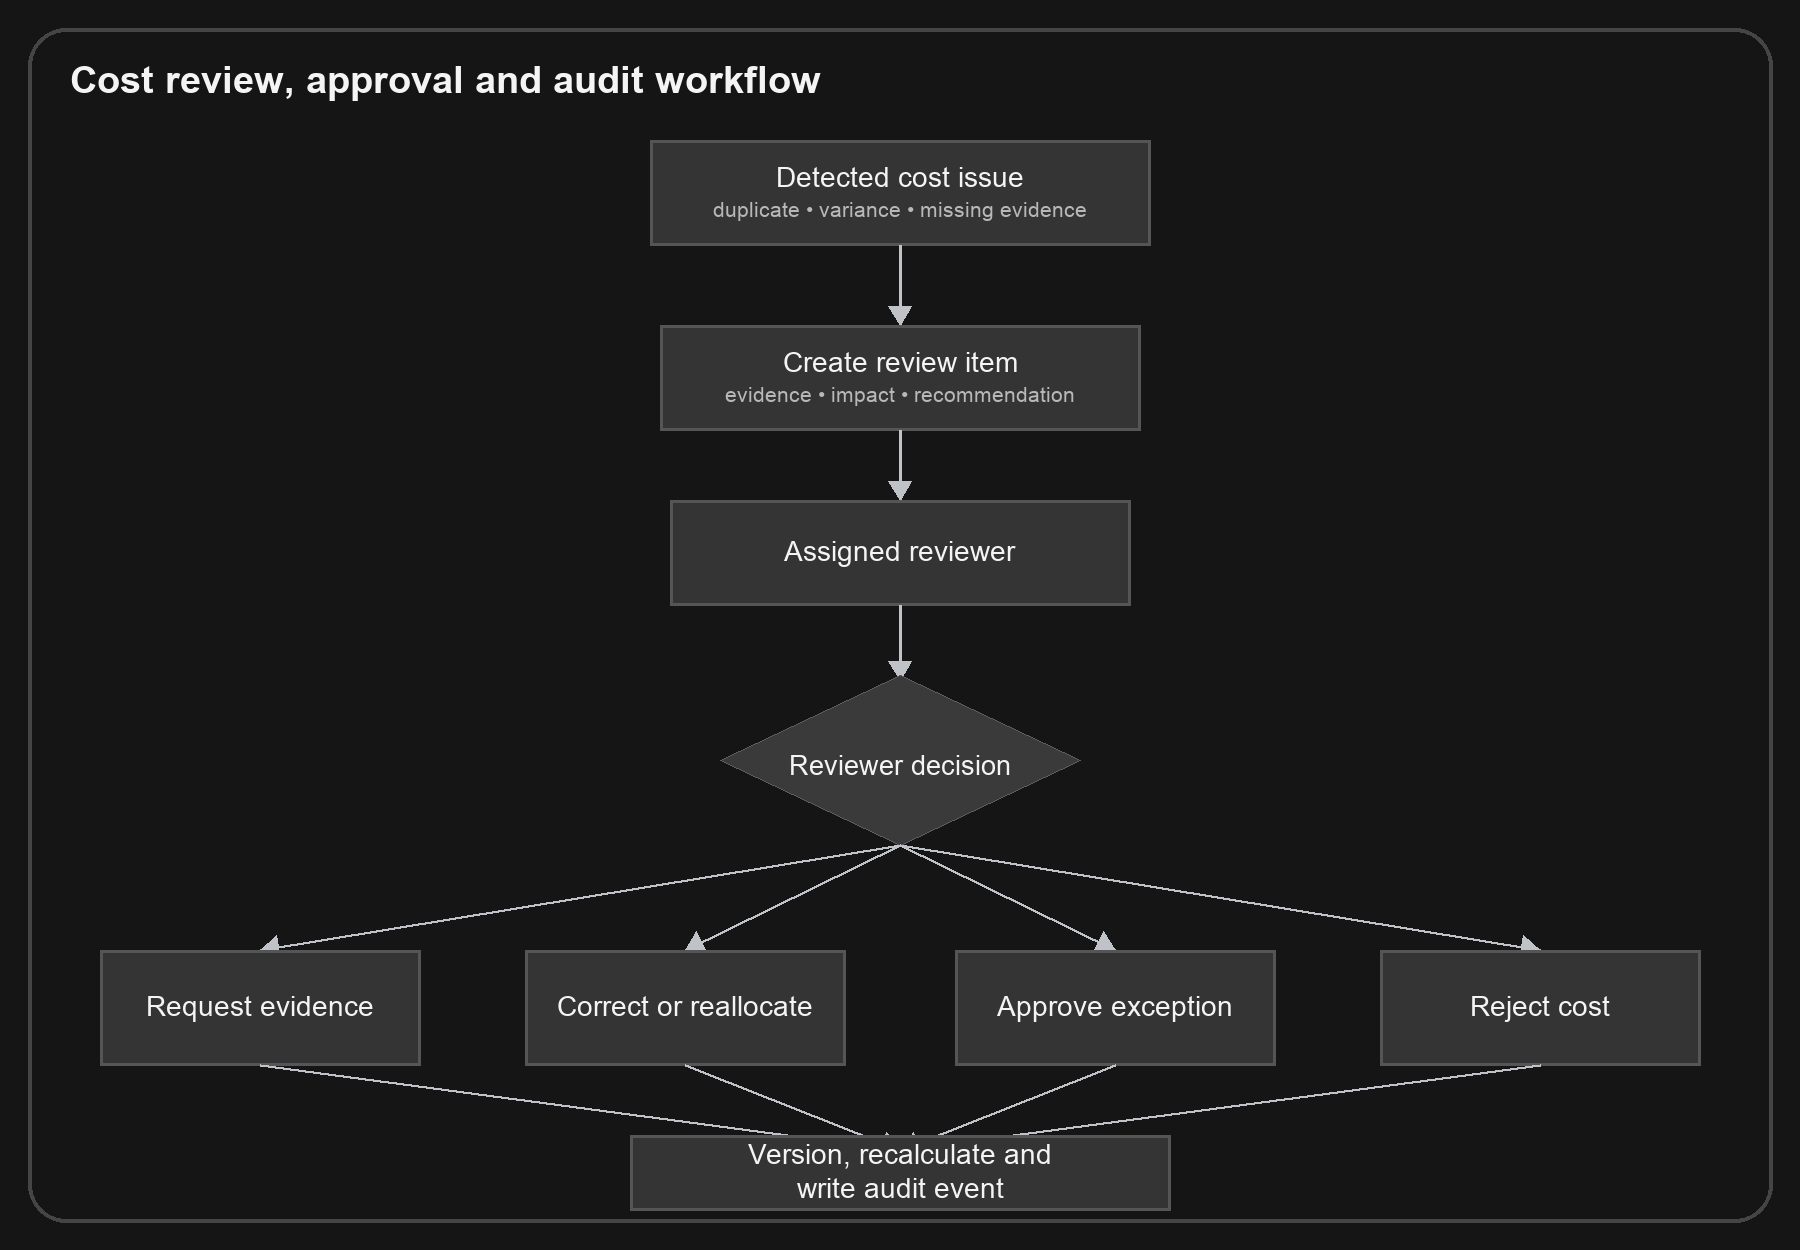 Cost review, approval and audit workflow
Detected cost issue
duplicate • variance • missing evidence
Create review item
evidence • impact • recommendation
Assigned reviewer
Reviewer decision
Request evidence
Correct or reallocate
Approve exception
Reject cost
Version, recalculate and
write audit event